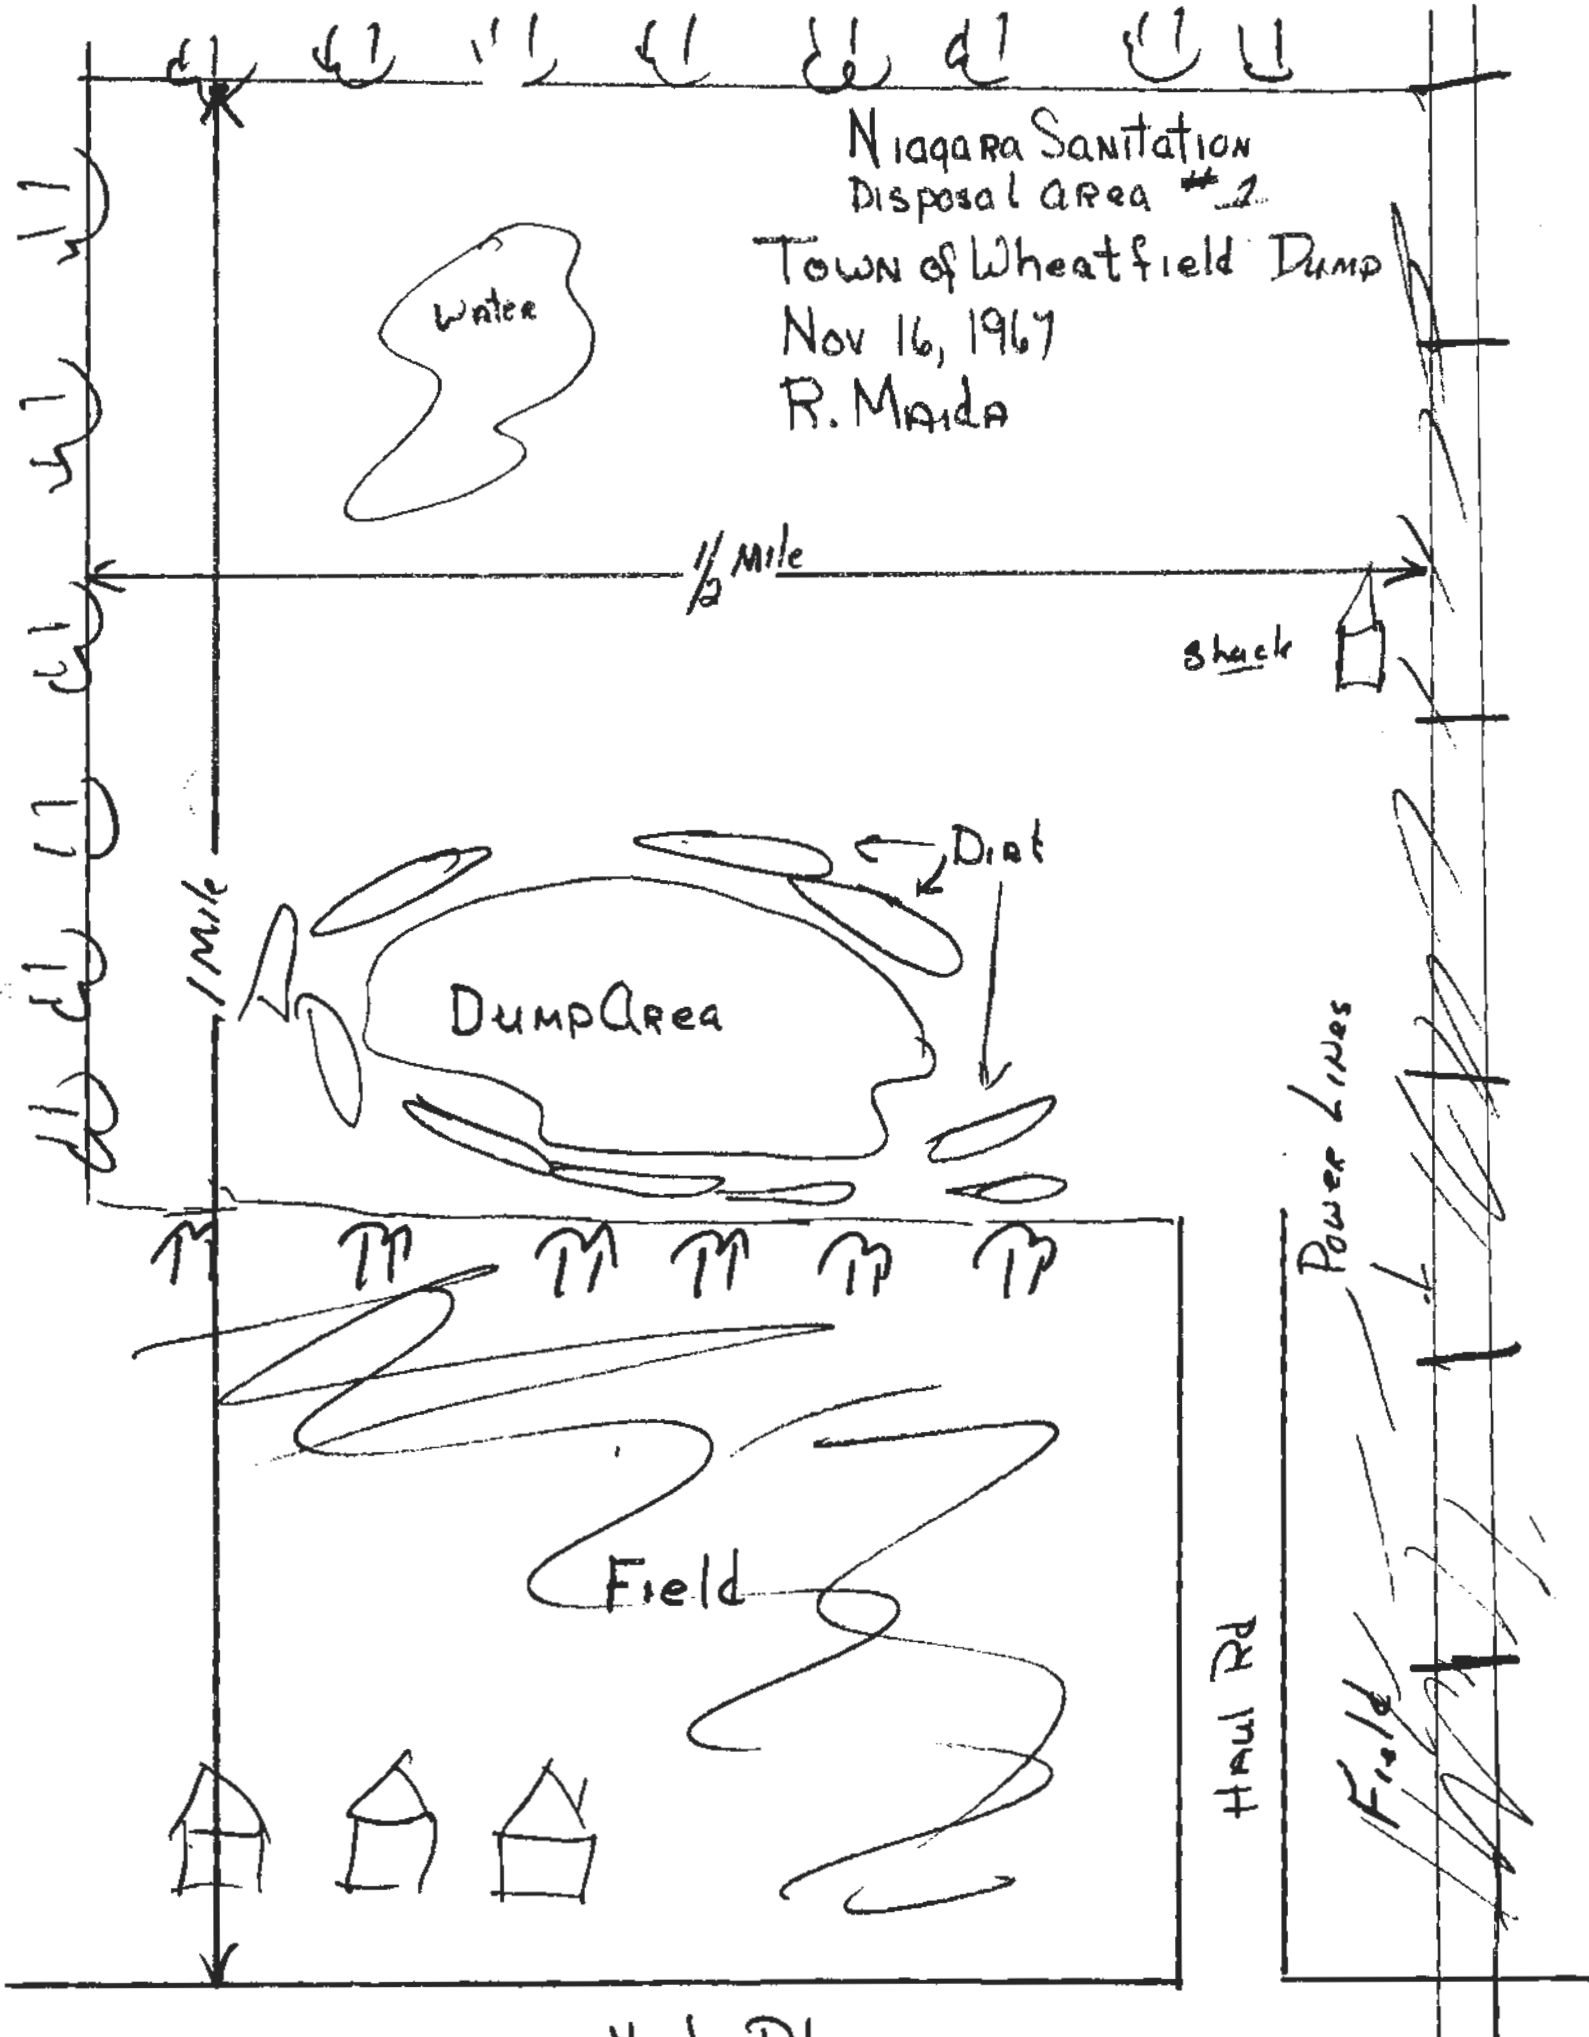 Niagara Sanitation
Disposal Area # 2
Town of Wheatfield Dump
Nov 16, 1967
R. Maida
Water
1/2 Mile
Shack
Dirt
1 Mile
Dump Area
Power Lines
Field
Haul Rd
Field